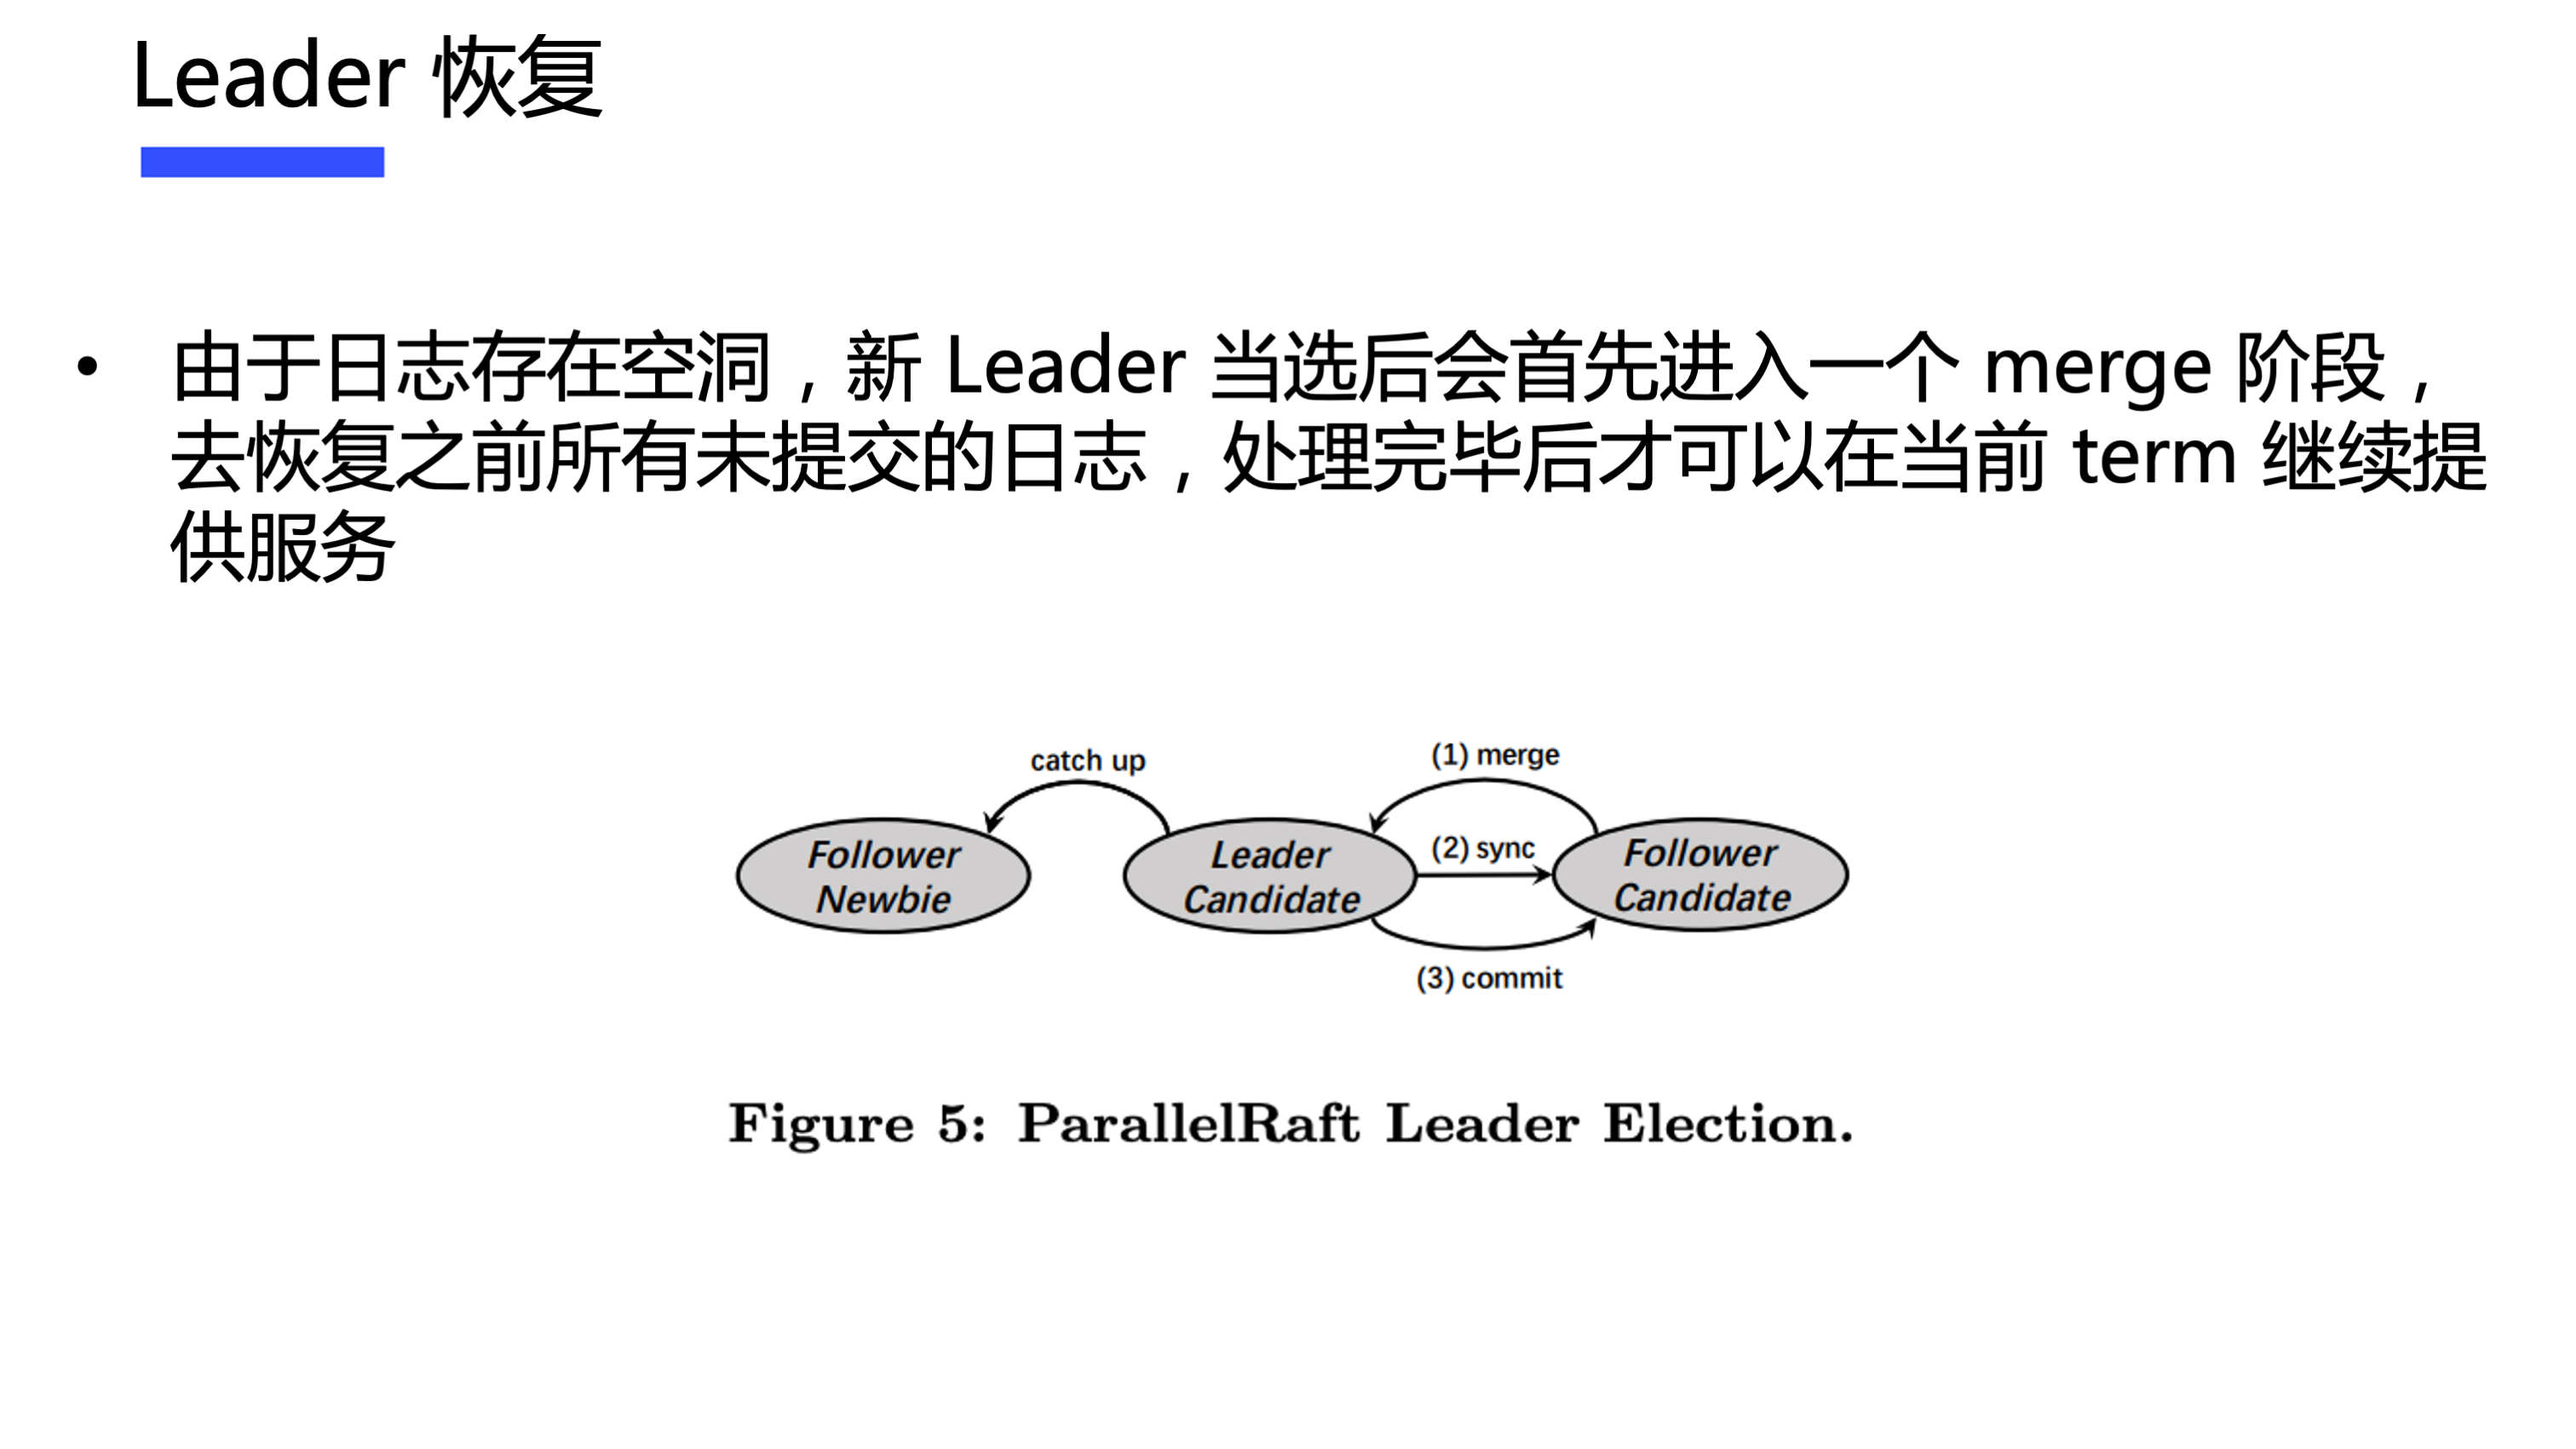 Leader 恢复
• 由于日志存在空洞，新 Leader 当选后会首先进入一个 merge 阶段，
去恢复之前所有未提交的日志，处理完毕后才可以在当前 term 继续提
供服务
catch up
(1) merge
Follower
Newbie
Leader
Candidate
(2) sync
Follower
Candidate
(3) commit
Figure 5: ParallelRaft Leader Election.